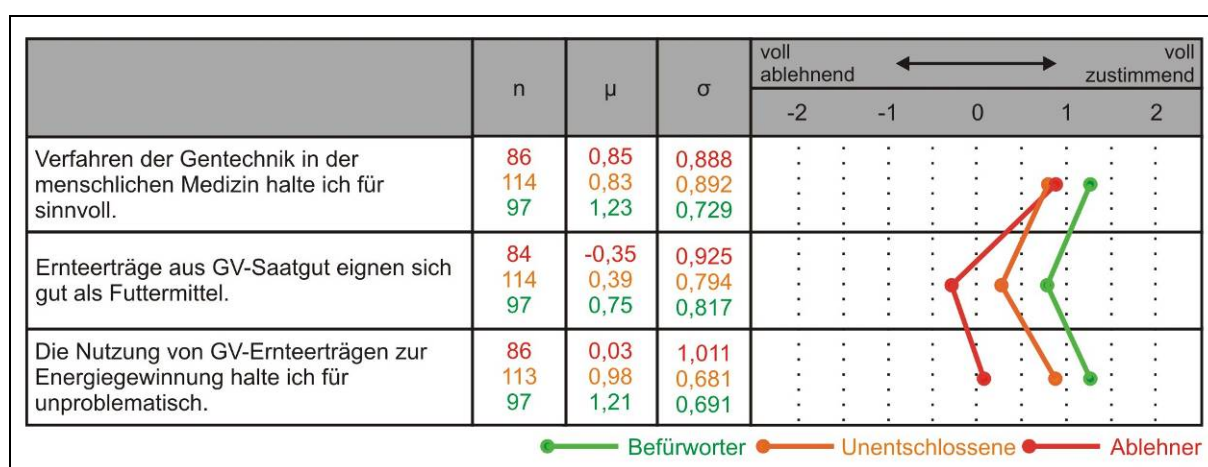 n
µ
σ
voll
ablehnend
voll
zustimmend
-2 -1 0 1 2
Verfahren der Gentechnik in der
menschlichen Medizin halte ich für
sinnvoll.
86 0,85 0,888
114 0,83 0,892
97 1,23 0,729
Ernteerträge aus GV-Saatgut eignen sich
gut als Futtermittel.
84 -0,35 0,925
114 0,39 0,794
97 0,75 0,817
Die Nutzung von GV-Ernteerträgen zur
Energiegewinnung halte ich für
unproblematisch.
86 0,03 1,011
113 0,98 0,681
97 1,21 0,691
Befürworter Unentschlossene Ablehner